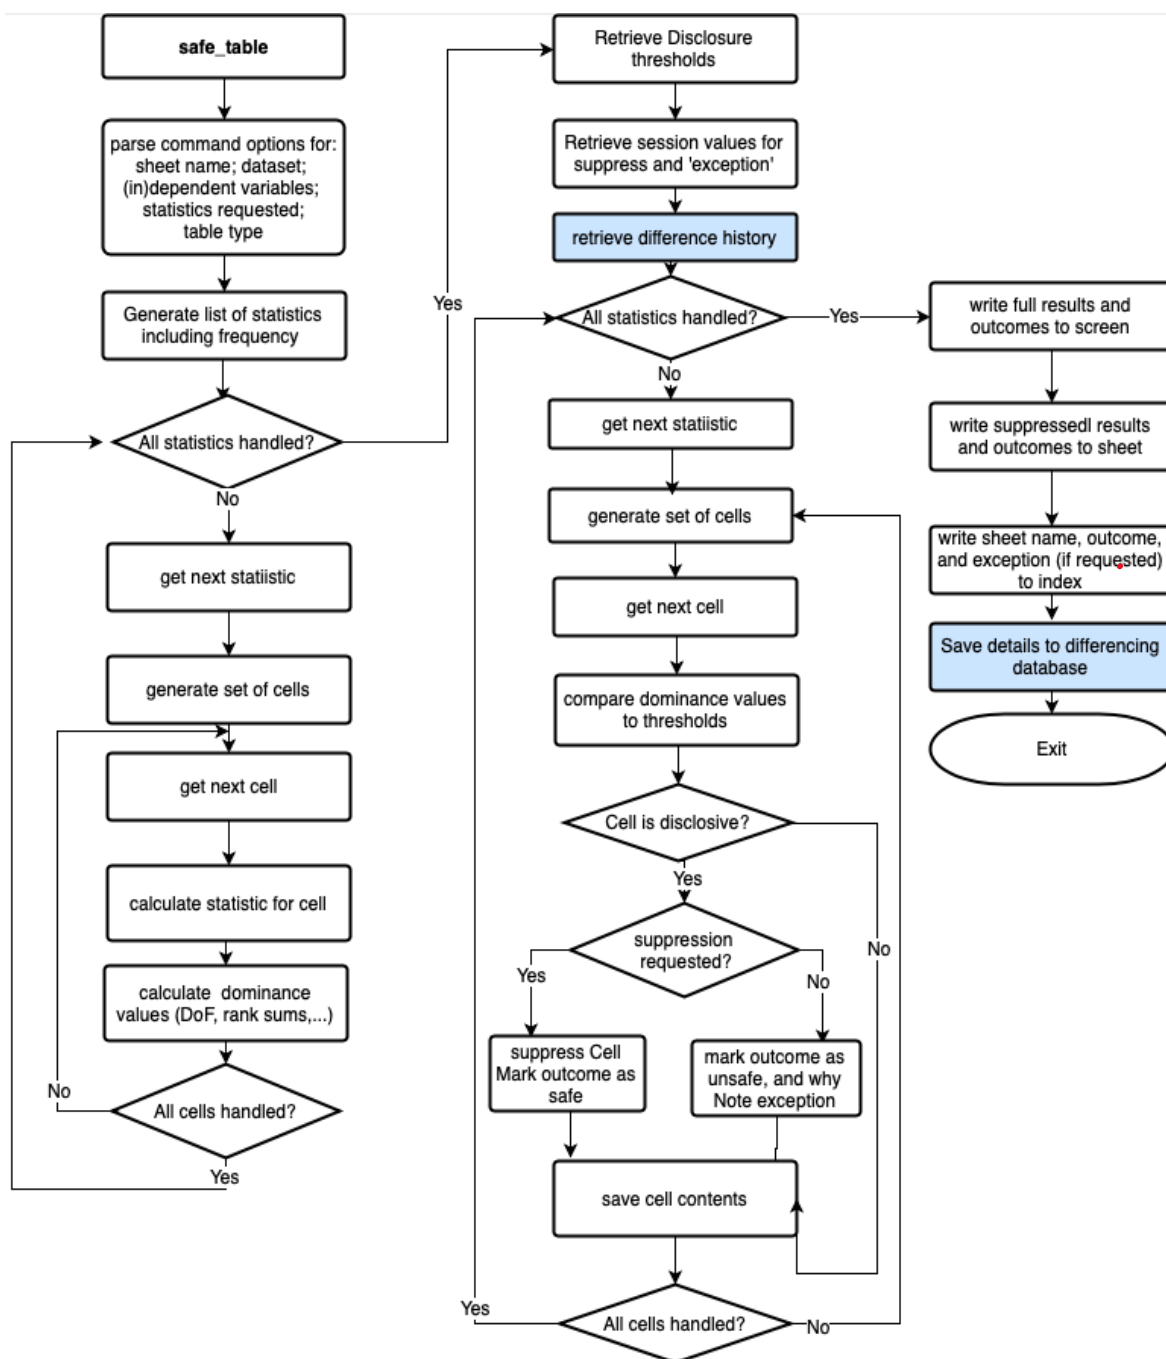 safe_table
parse command options for:
sheet name; dataset;
(in)dependent variables;
statistics requested;
table type
Generate list of statistics
including frequency
All statistics handled?
No
get next statiistic
generate set of cells
get next cell
calculate statistic for cell
calculate dominance
values (DoF, rank sums,...)
All cells handled?
No
Yes
Yes
Retrieve Disclosure
thresholds
Retrieve session values for
suppress and 'exception'
retrieve difference history
All statistics handled?
Yes
No
get next statiistic
generate set of cells
get next cell
compare dominance values
to thresholds
Cell is disclosive?
Yes
No
suppression
requested?
Yes
No
suppress Cell
Mark outcome as
safe
mark outcome as
unsafe, and why
Note exception
save cell contents
All cells handled?
Yes
No
write full results and
outcomes to screen
write suppressedl results
and outcomes to sheet
write sheet name, outcome,
and exception (if requested)
to index
Save details to differencing
database
Exit